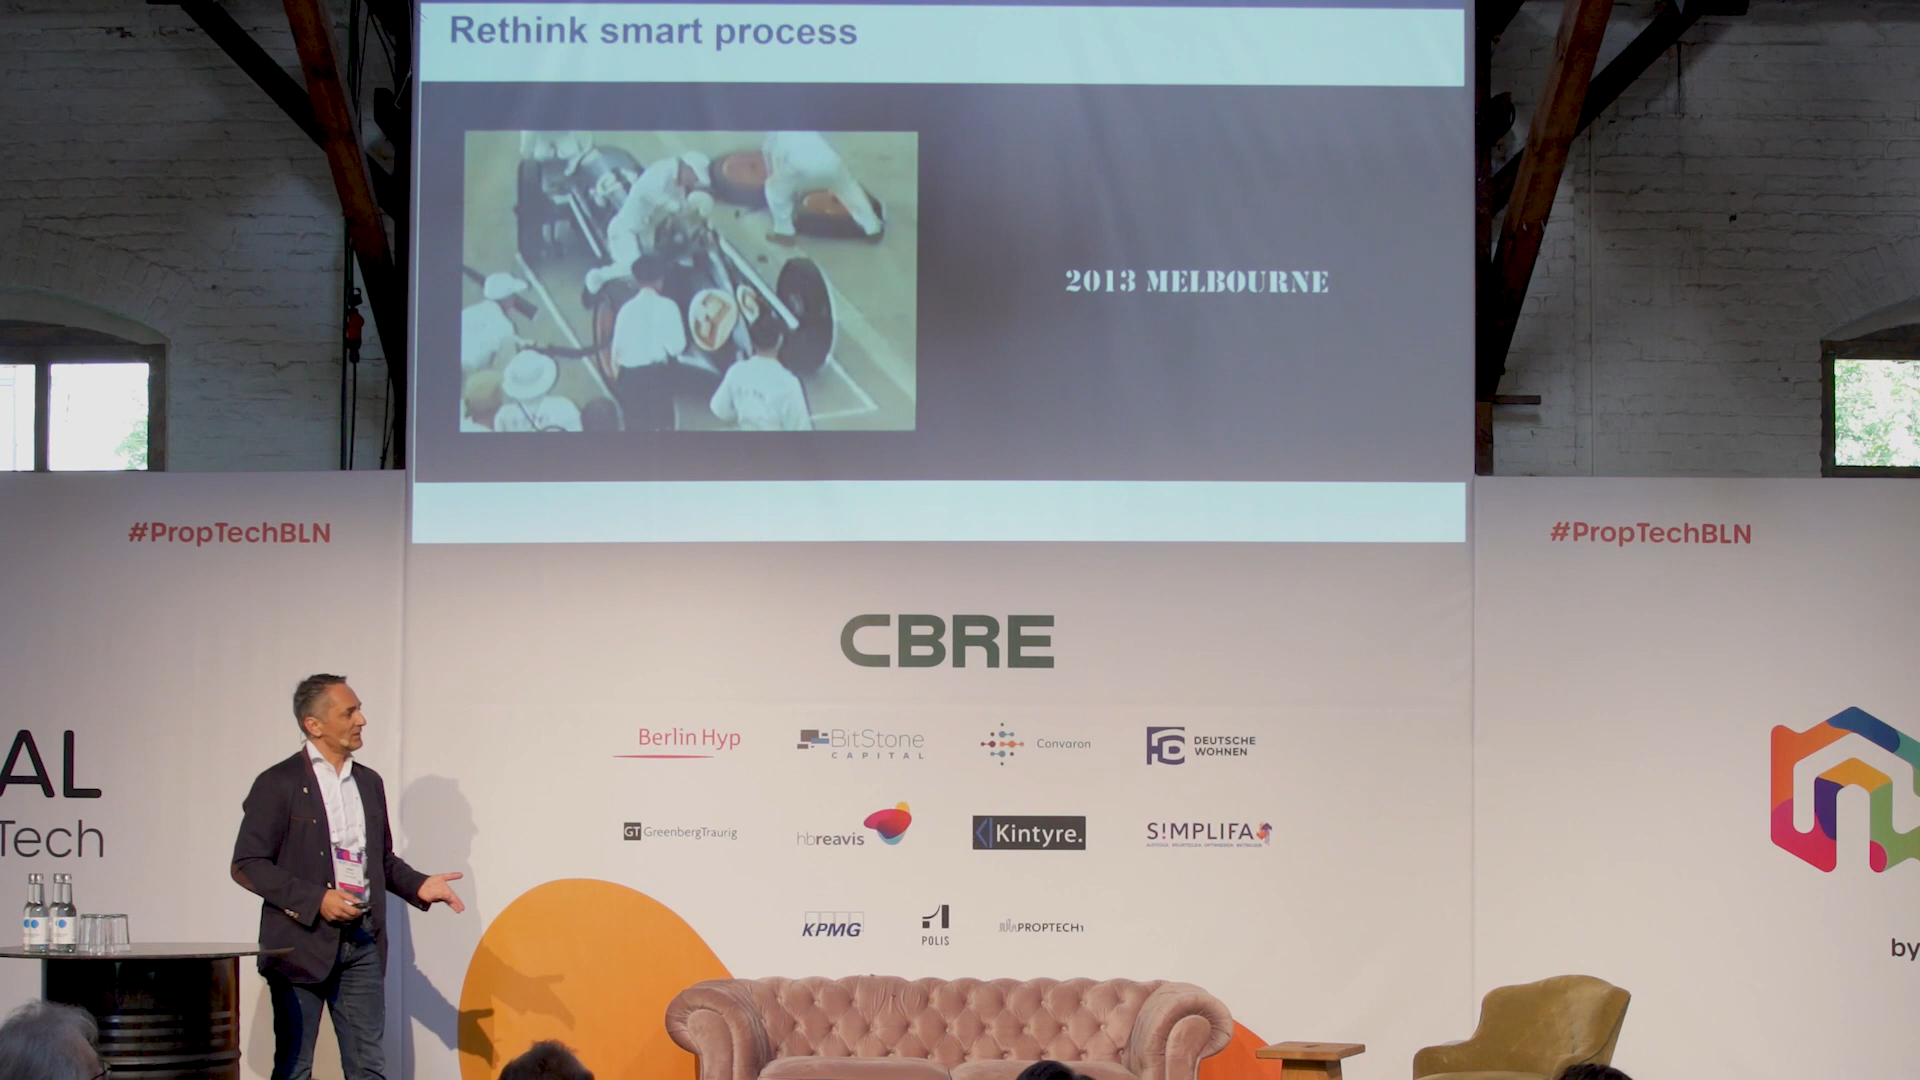 Rethink smart process
2013 MELBOURNE
#PropTechBLN
#PropTechBLN
CBRE
Berlin Hyp
BitStone
CAPITAL
Convaron
DEUTSCHE
WOHNEN
AL
Tech
GT GreenbergTraurig
hbreavis
Kintyre.
S!MPLIFA
KPMG
POLIS
PROPTECH1
by